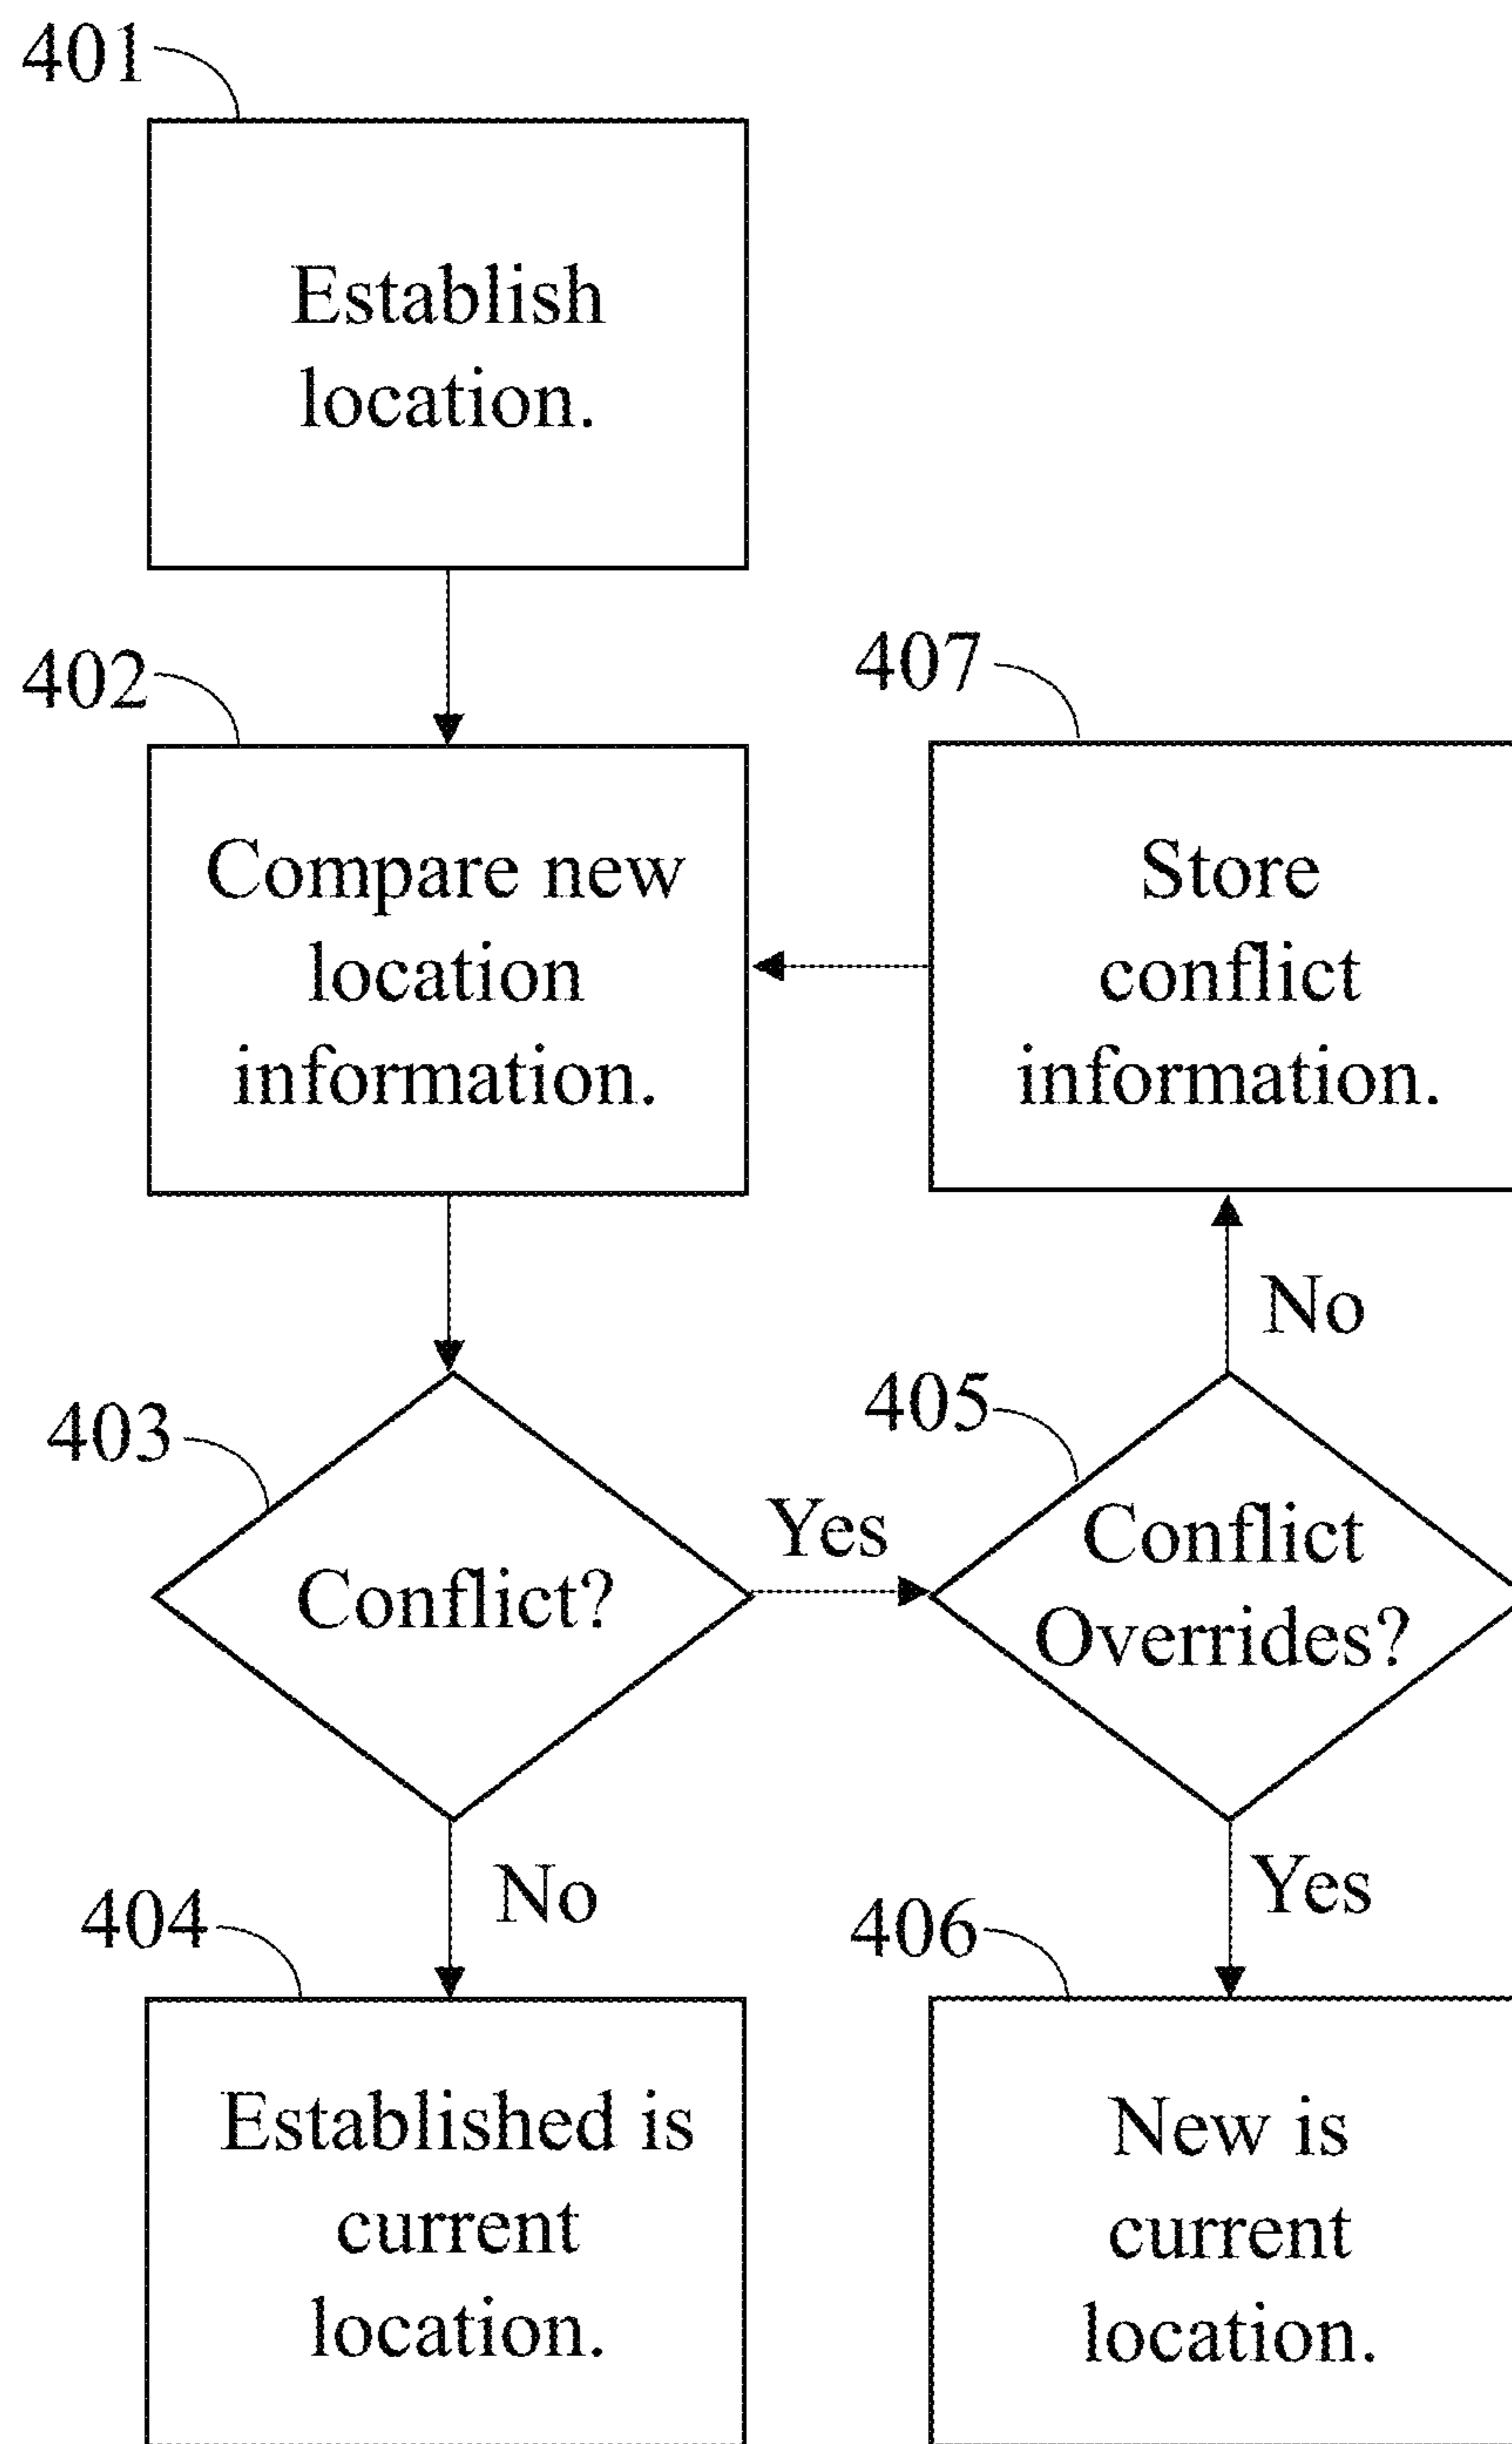 401
Establish
location.
402
Compare new
location
information.
407
Store
conflict
information.
No
403
Conflict?
Yes
405
Conflict
Overrides?
No
Yes
404
Established is
current
location.
406
New is
current
location.